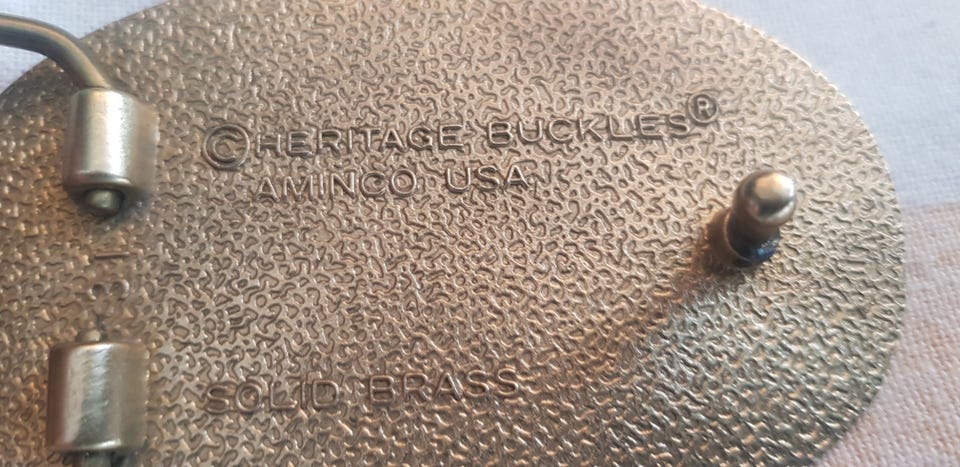 ©HERITAGE BUCKLES®
AMINCO USA
SOLID BRASS